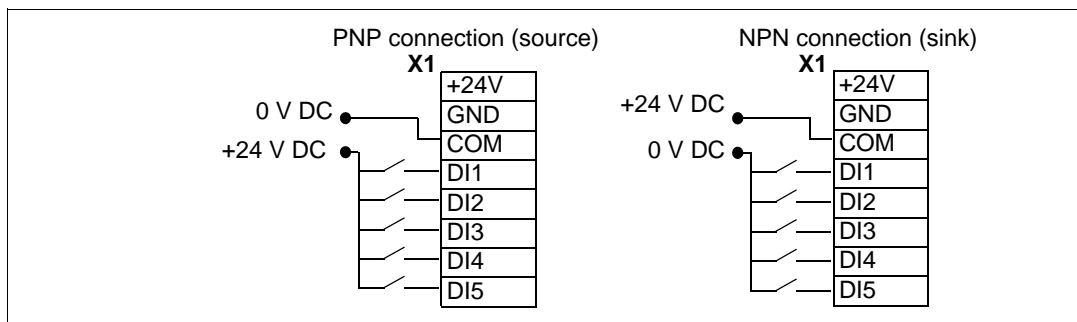 PNP connection (source)
X1
+24V
GND
COM
DI1
DI2
DI3
DI4
DI5
0 V DC
+24 V DC
NPN connection (sink)
X1
+24V
GND
COM
DI1
DI2
DI3
DI4
DI5
+24 V DC
0 V DC